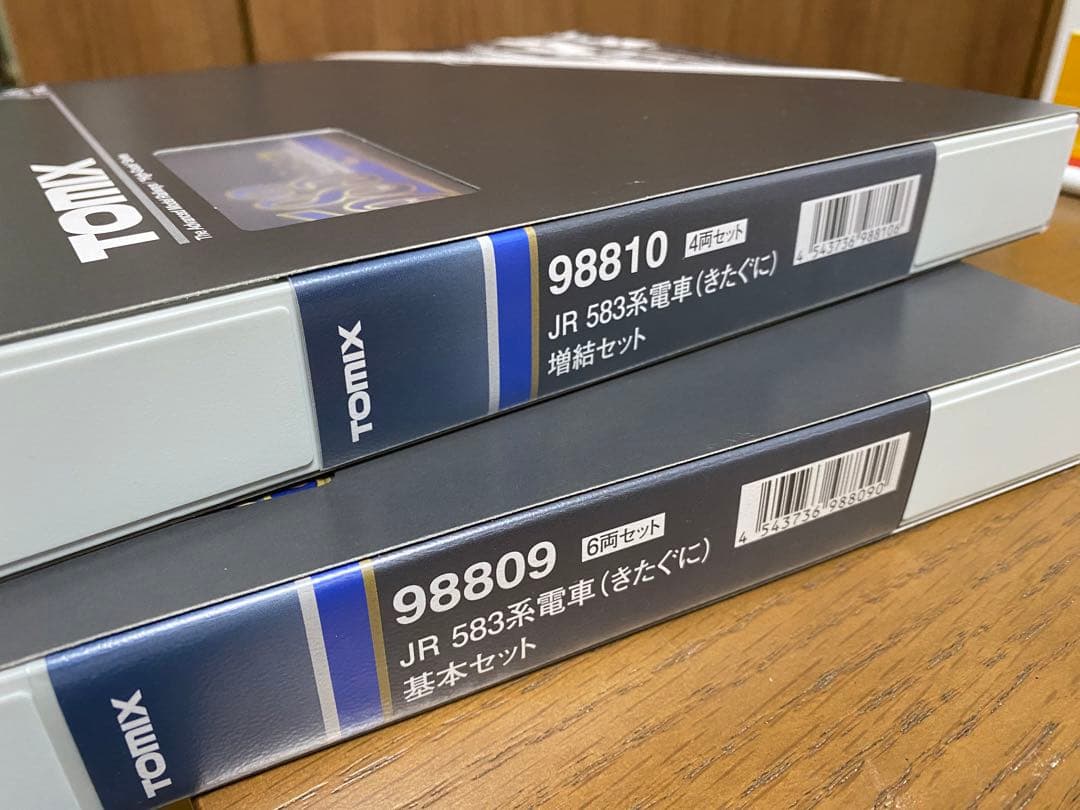 TOMIX
TOMIX
98810 4両セット
JR 583系電車(きたぐに)
増結セット
4 543736 988106
TOMIX
98809 6両セット
JR 583系電車(きたぐに)
基本セット
4 543736 988090